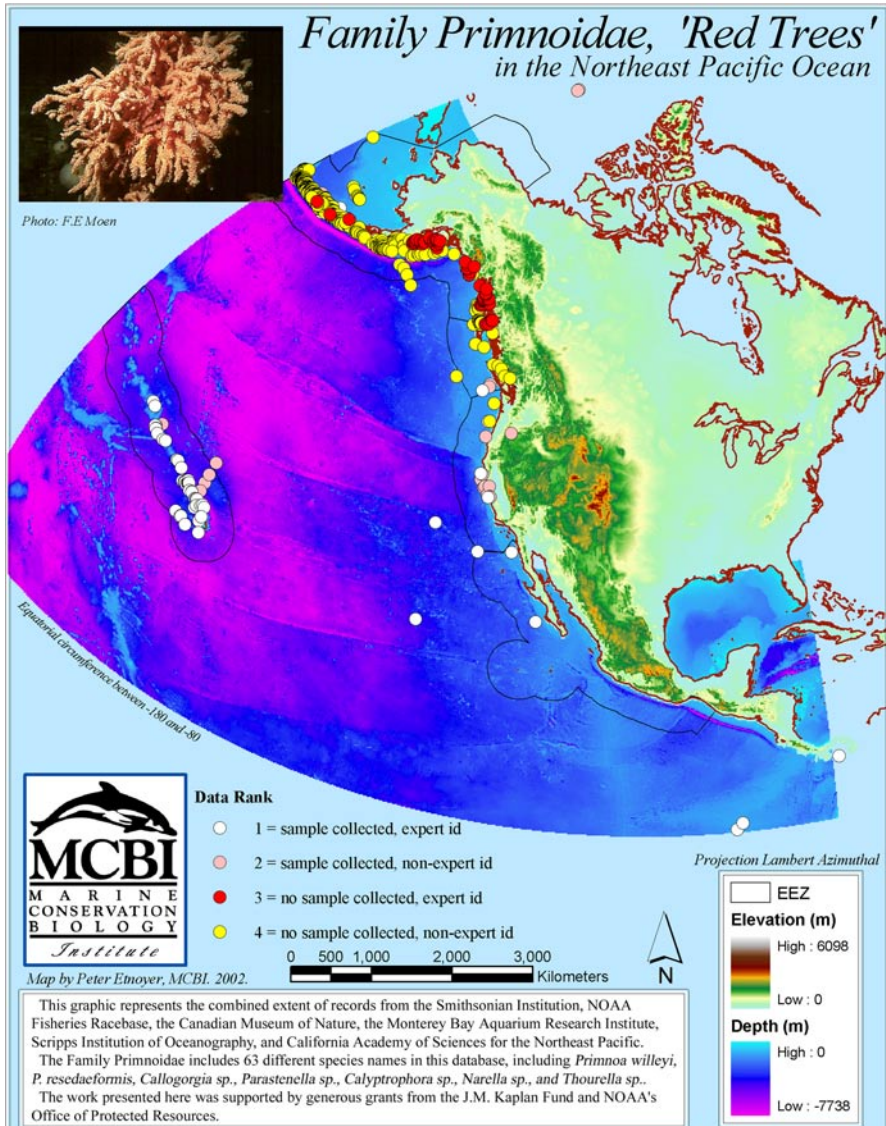 Family Primnoidae, 'Red Trees'
in the Northeast Pacific Ocean
Photo: F.E Moen
Equatorial circumference between -180 and -80
MCBI
MARINE
CONSERVATION
BIOLOGY
Institute
Data Rank
1 = sample collected, expert id
2 = sample collected, non-expert id
3 = no sample collected, expert id
4 = no sample collected, non-expert id
0 500 1,000 2,000 3,000
Kilometers
N
Map by Peter Etnoyer, MCBI. 2002.
Projection Lambert Azimuthal
EEZ
Elevation (m)
High : 6098
Low : 0
Depth (m)
High : 0
Low : -7738
This graphic represents the combined extent of records from the Smithsonian Institution, NOAA
Fisheries Racebase, the Canadian Museum of Nature, the Monterey Bay Aquarium Research Institute,
Scripps Institution of Oceanography, and California Academy of Sciences for the Northeast Pacific.
The Family Primnoidae includes 63 different species names in this database, including Primnoa willeyi,
P. resedaeformis, Callogorgia sp., Parastenella sp., Calyptrophora sp., Narella sp., and Thourella sp..
The work presented here was supported by generous grants from the J.M. Kaplan Fund and NOAA's
Office of Protected Resources.